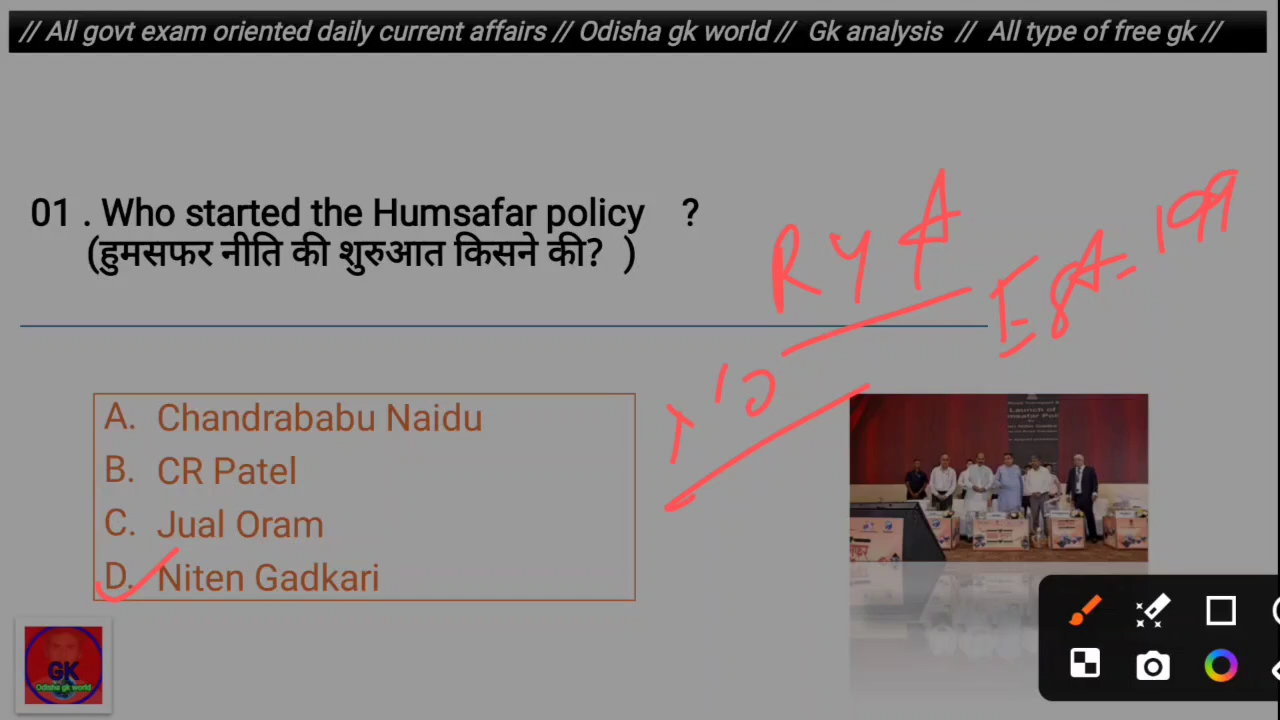 // All govt exam oriented daily current affairs // Odisha gk world // Gk analysis // All type of free gk //
01 . Who started the Humsafar policy ?
(हुमसफर नीति की शुरुआत किसने की? )
R Y A
A. Chandrababu Naidu
B. CR Patel
C. Jual Oram
D. Niten Gadkari
Launch of
GK
Odisha gk world